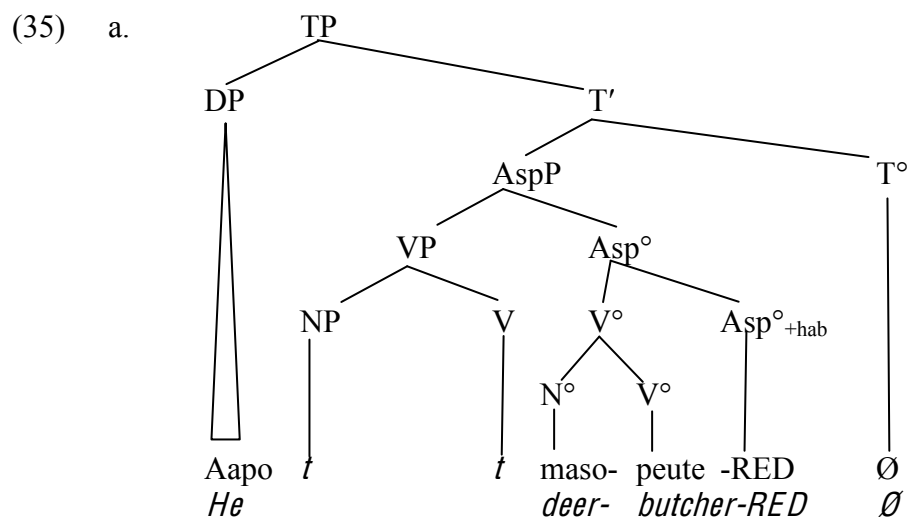 (35) a. TP
DP T′
AspP T°
VP Asp°
NP V V° Asp°+hab
N° V°
Aapo t t maso- peute -RED Ø
He deer- butcher-RED Ø